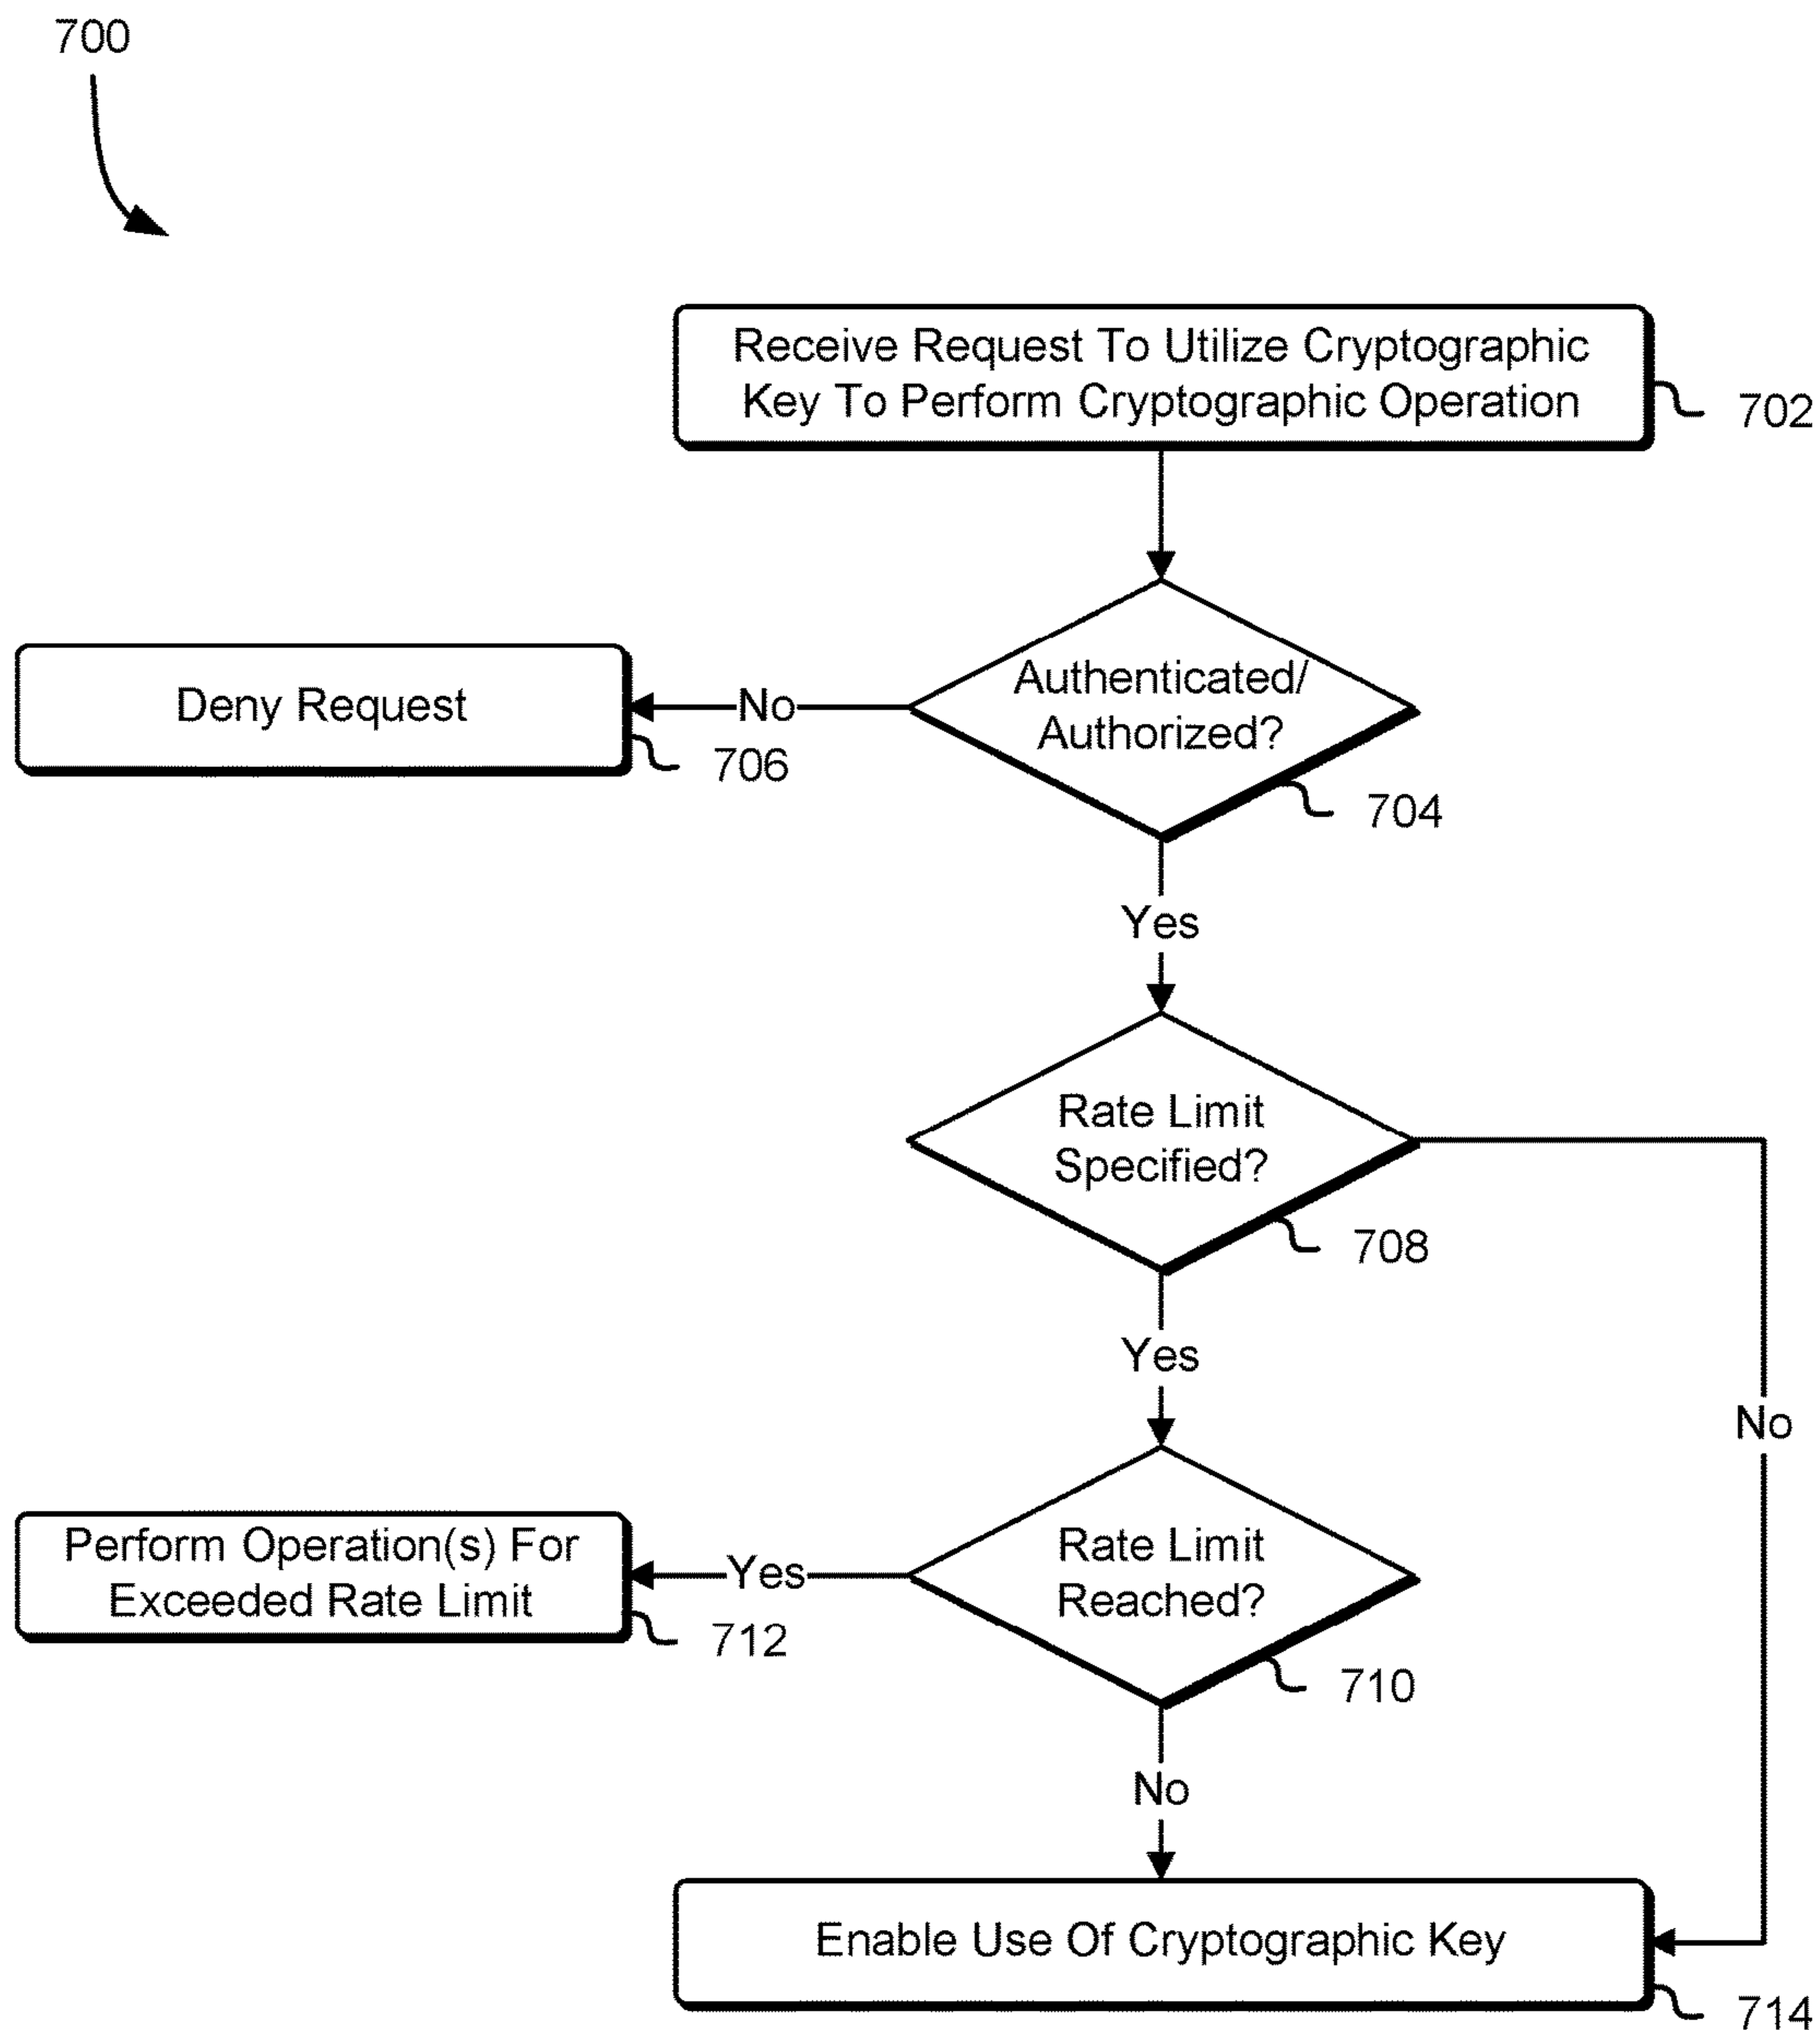 700
Receive Request To Utilize Cryptographic
Key To Perform Cryptographic Operation
702
Authenticated/
Authorized?
704
No
Deny Request
706
Yes
Rate Limit
Specified?
708
Yes
No
Rate Limit
Reached?
710
Yes
Perform Operation(s) For
Exceeded Rate Limit
712
No
Enable Use Of Cryptographic Key
714